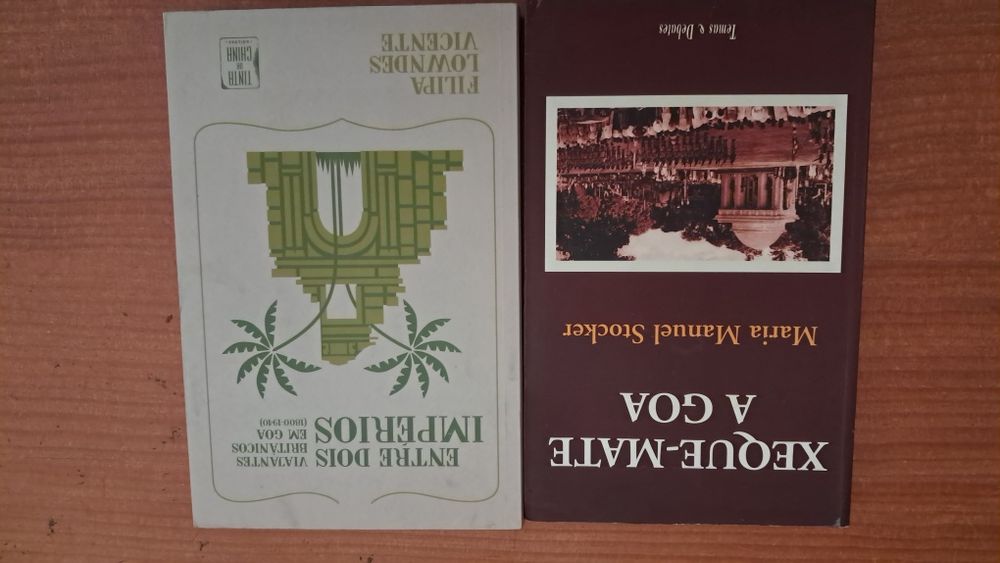 XEQUE-MATE
A GOA
Maria Manuel Stocker
Temas e Debates
ENTRE DOIS
IMPÉRIOS
VIAJANTES
BRITÂNICOS
EM GOA
(1800-1940)
FILIPA
LOWNDES
VICENTE
TINTA
DA
CHINA